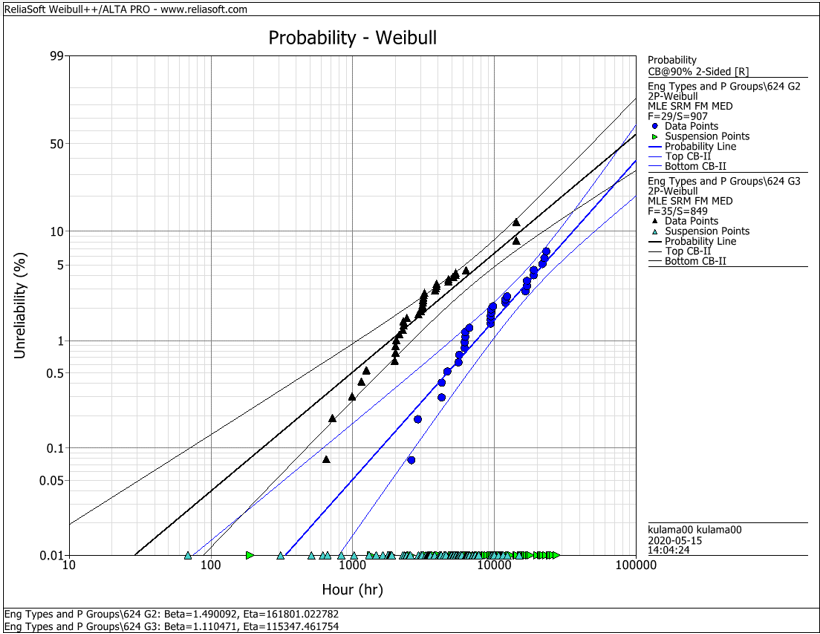 ReliaSoft Weibull++/ALTA PRO - www.reliasoft.com
Probability - Weibull
Probability
CB@90% 2-Sided [R]
Eng Types and P Groups\624 G2
2P-Weibull
MLE SRM FM MED
F=29/S=907
Data Points
Suspension Points
Probability Line
Top CB-II
Bottom CB-II
Eng Types and P Groups\624 G3
2P-Weibull
MLE SRM FM MED
F=35/S=849
Data Points
Suspension Points
Probability Line
Top CB-II
Bottom CB-II
Unreliability (%)
99
50
10
5
1
0.5
0.1
0.05
0.01
10
100
1000
10000
100000
Hour (hr)
kulama00 kulama00
2020-05-15
14:04:24
Eng Types and P Groups\624 G2: Beta=1.490092, Eta=161801.022782
Eng Types and P Groups\624 G3: Beta=1.110471, Eta=115347.461754